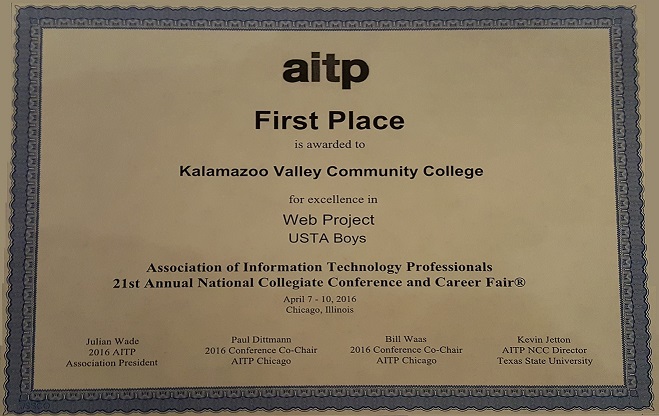 aitp
First Place
is awarded to
Kalamazoo Valley Community College
for excellence in
Web Project
USTA Boys
Association of Information Technology Professionals
21st Annual National Collegiate Conference and Career Fair®
April 7 - 10, 2016
Chicago, Illinois
Julian Wade
2016 AITP
Association President
Paul Dittmann
2016 Conference Co-Chair
AITP Chicago
Bill Waas
2016 Conference Co-Chair
AITP Chicago
Kevin Jetton
AITP NCC Director
Texas State University